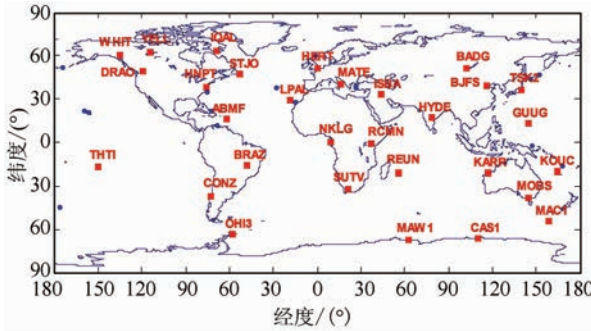 90
60
30
0
30
60
90
纬度/(°)
WHIT
YELL
IQAL
DRAO
HNPT
STJO
HERT
MATE
BADG
BJFS
TSK2
LPAL
ISBA
ABMF
HYDE
GUUG
NKLG
RCMN
THTI
BRAZ
REUN
KARR
KOUC
CONZ
SUTV
MOBS
MAC1
OHI3
MAW1
CAS1
180 150 120 90 60 30 0 30 60 90 120 150 180
经度/(°)